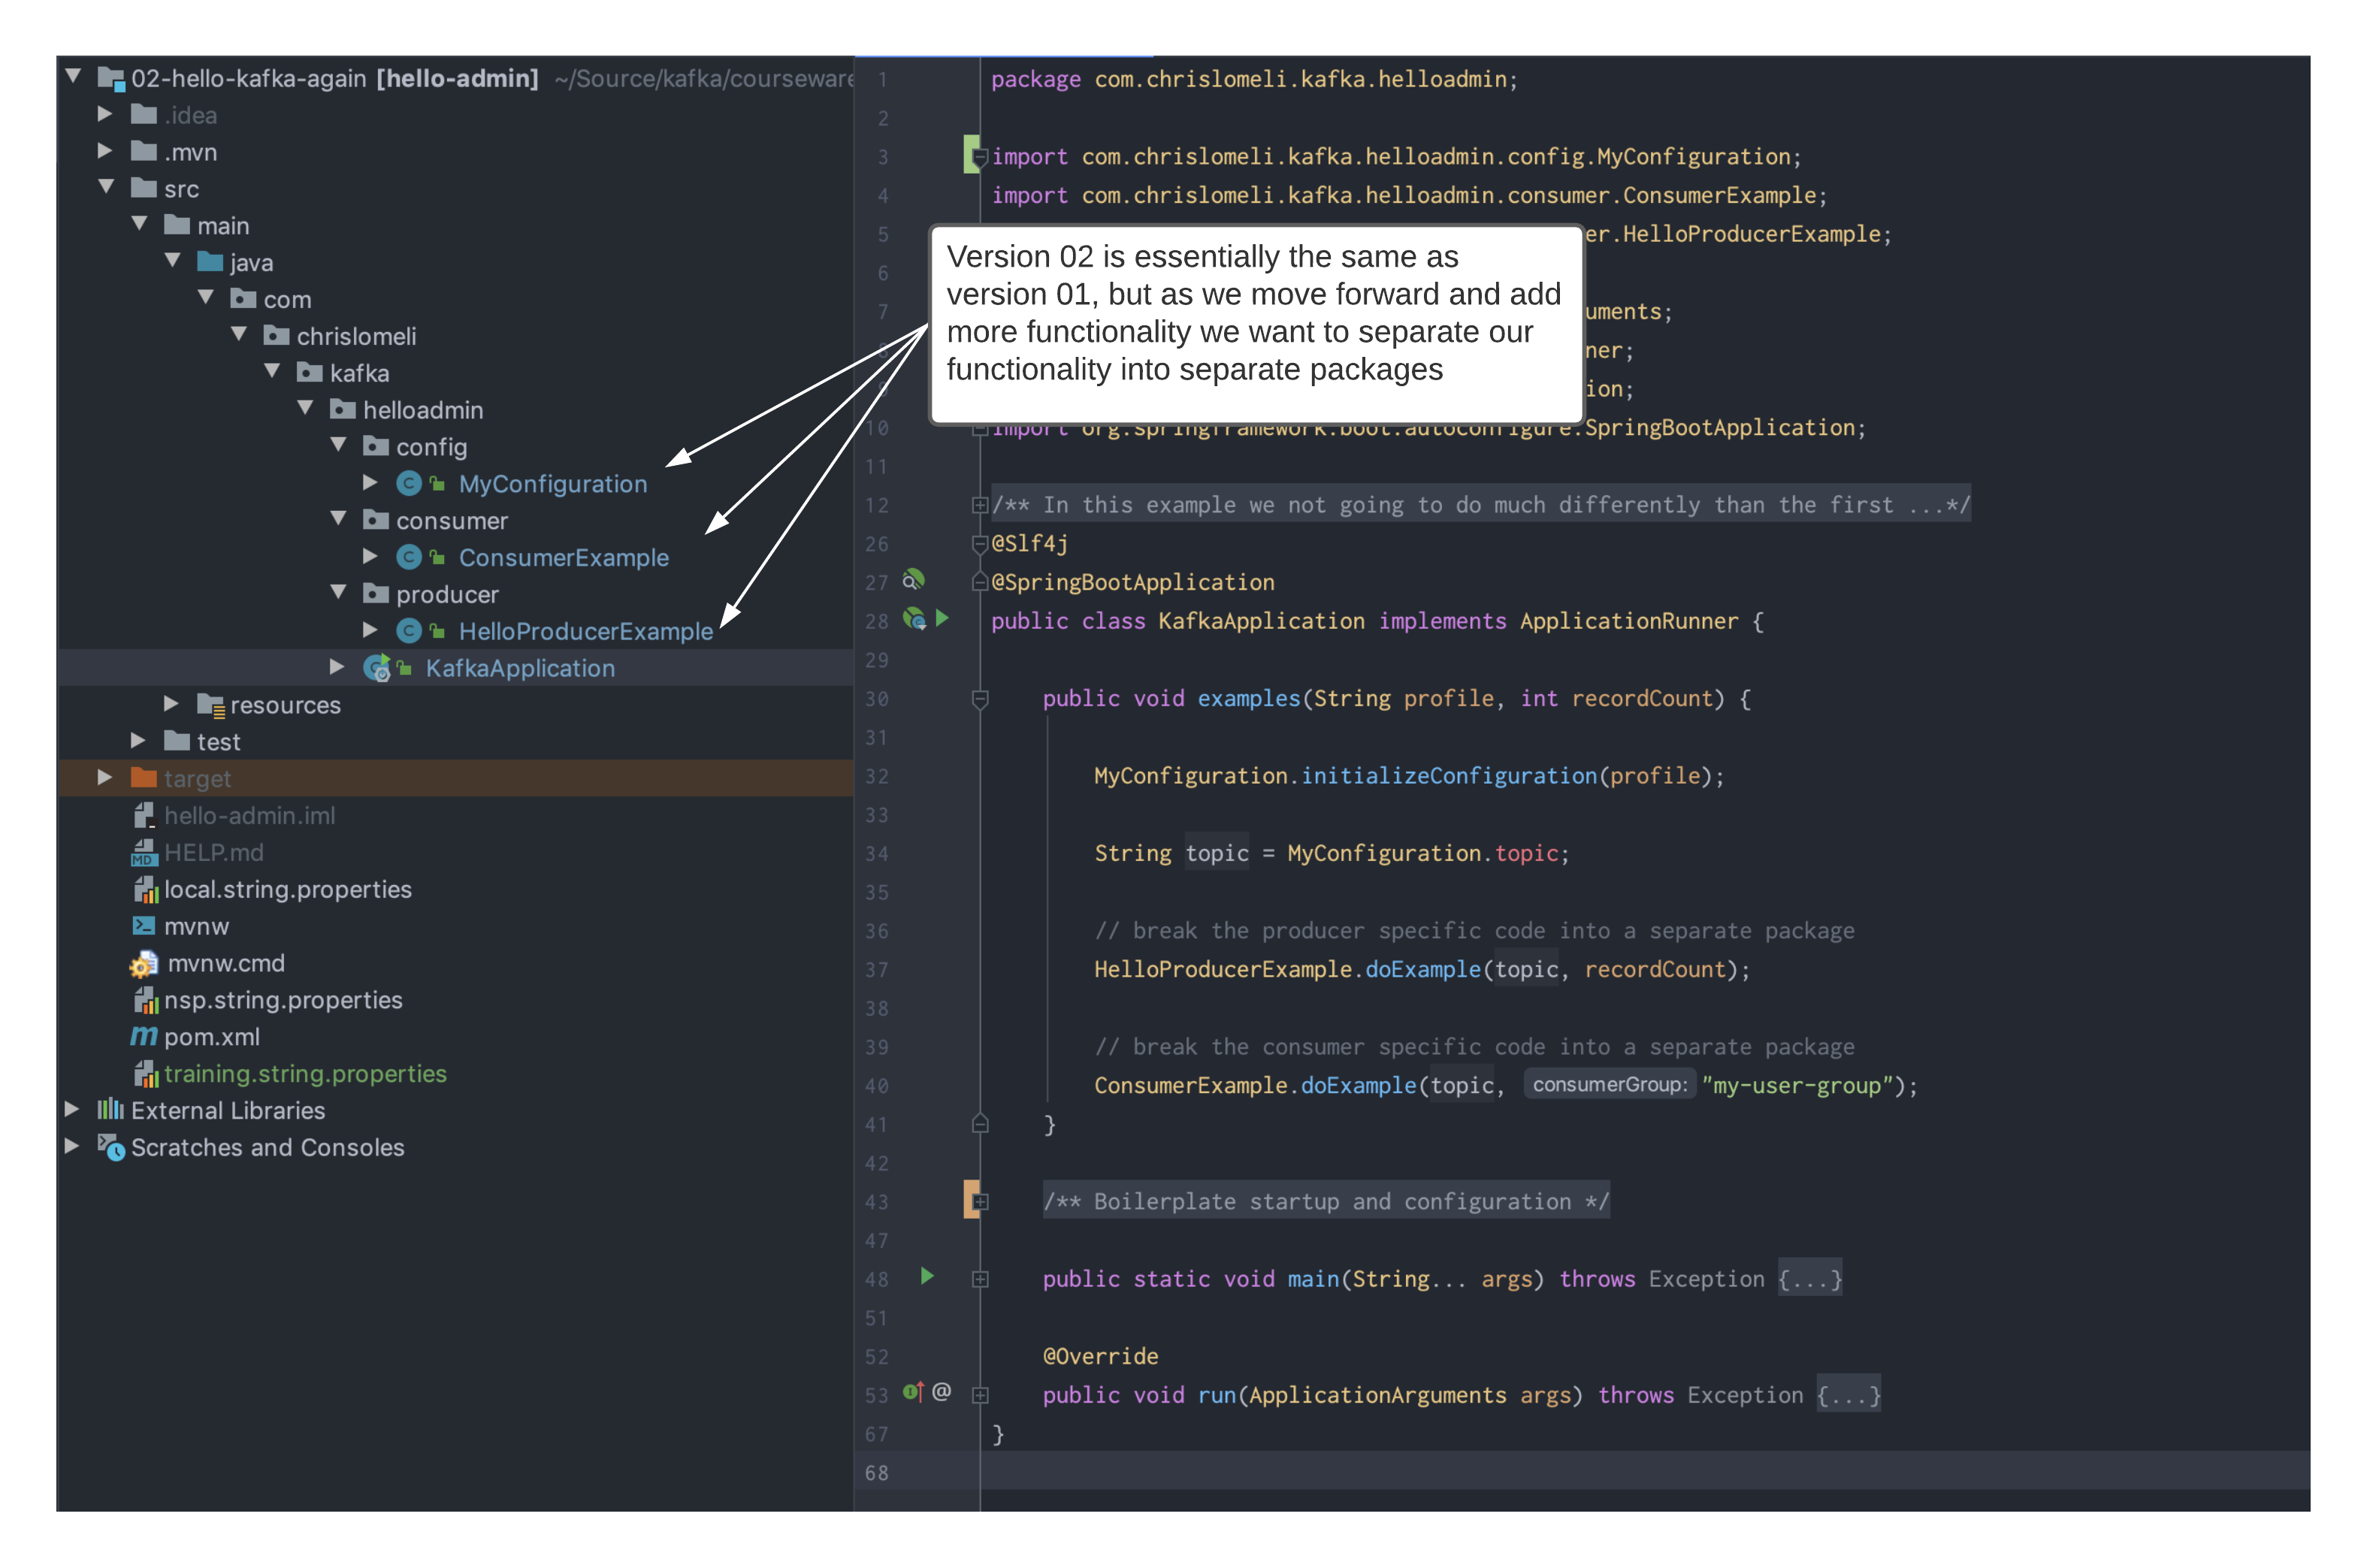 02-hello-kafka-again [hello-admin] ~/Source/kafka/courseware
.idea
.mvn
src
main
java
com
chrislomeli
kafka
helloadmin
config
MyConfiguration
consumer
ConsumerExample
producer
HelloProducerExample
KafkaApplication
resources
test
target
hello-admin.iml
HELP.md
local.string.properties
mvnw
mvnw.cmd
nsp.string.properties
pom.xml
training.string.properties
External Libraries
Scratches and Consoles
1 package com.chrislomeli.kafka.helloadmin;
2
3 import com.chrislomeli.kafka.helloadmin.config.MyConfiguration;
4 import com.chrislomeli.kafka.helloadmin.consumer.ConsumerExample;
5 er.HelloProducerExample;
6
7 uments;
8 ner;
9 ion;
10 import org.springframework.boot.autoconfigure.SpringBootApplication;
11
12 /** In this example we not going to do much differently than the first ...*/
26 @Slf4j
27 @SpringBootApplication
28 public class KafkaApplication implements ApplicationRunner {
29
30 public void examples(String profile, int recordCount) {
31
32 MyConfiguration.initializeConfiguration(profile);
33
34 String topic = MyConfiguration.topic;
35
36 // break the producer specific code into a separate package
37 HelloProducerExample.doExample(topic, recordCount);
38
39 // break the consumer specific code into a separate package
40 ConsumerExample.doExample(topic, consumerGroup: "my-user-group");
41 }
42
43 /** Boilerplate startup and configuration */
47
48 public static void main(String... args) throws Exception {...}
51
52 @Override
53 public void run(ApplicationArguments args) throws Exception {...}
67 }
68
Version 02 is essentially the same as
version 01, but as we move forward and add
more functionality we want to separate our
functionality into separate packages